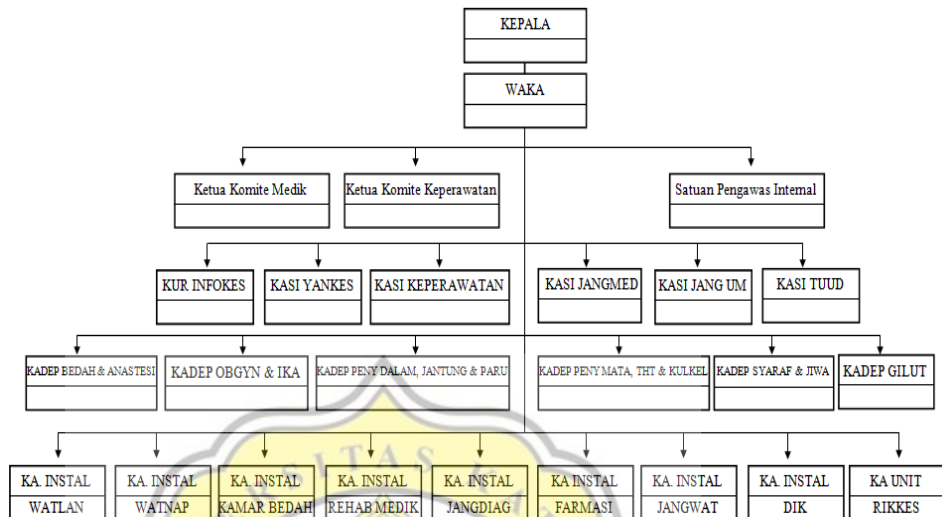 KEPALA
WAKA
Ketua Komite Medik
Ketua Komite Keperawatan
Satuan Pengawas Internal
KUR INFOKES
KASI YANKES
KASI KEPERAWATAN
KASI JANGMED
KASI JANG UM
KASI TUUD
KADEP BEDAH & ANASTESI
KADEP OBGYN & IKA
KADEP PENY DALAM, JANTUNG & PARU
KADEP PENY MATA, THT & KULKEL
KADEP SYARAF & JIWA
KADEP GILUT
KA. INSTAL
WATLAN
KA. INSTAL
WATNAP
KA. INSTAL
KAMAR BEDAH
KA. INSTAL
REHAB MEDIK
KA. INSTAL
JANGDIAG
KA INSTAL
FARMASI
KA. INSTAL
JANGWAT
KA. INSTAL
DIK
KA UNIT
RIKKES
RSITAS KA